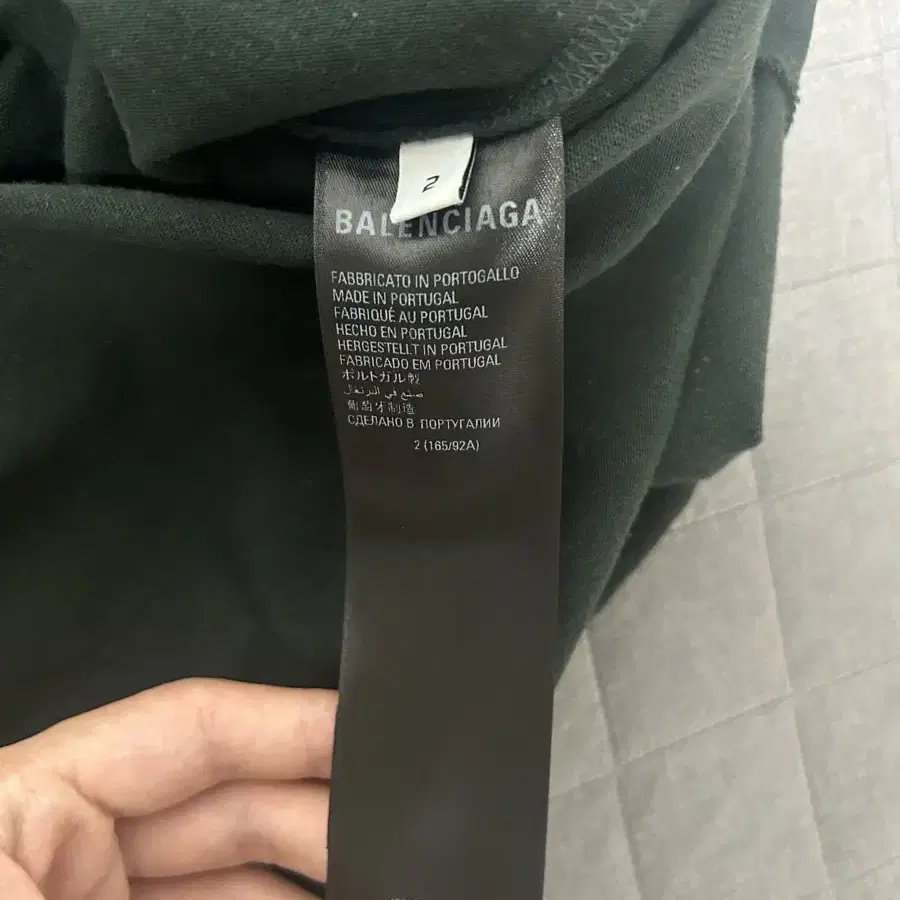 2
BALENCIAGA
FABBRICATO IN PORTOGALLO
MADE IN PORTUGAL
FABRIQUÉ AU PORTUGAL
HECHO EN PORTUGAL
HERGESTELLT IN PORTUGAL
FABRICADO EM PORTUGAL
ポルトガル製
صنع في البرتغال
葡萄牙制造
СДЕЛАНО В ПОРТУГАЛИИ
2 (165/92A)